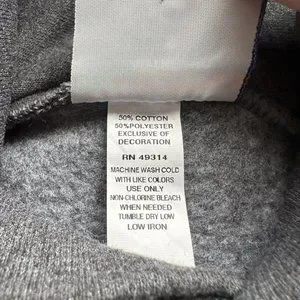 50% COTTON
50%POLYESTER
EXCLUSIVE OF
DECORATION
RN 49314
MACHINE WASH COLD
WITH LIKE COLORS
USE ONLY
NON-CHLORINE BLEACH
WHEN NEEDED
TUMBLE DRY LOW
LOW IRON